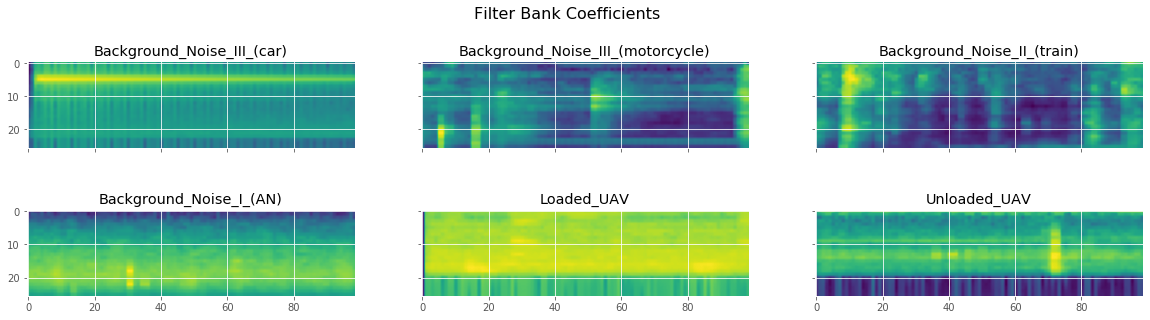 Filter Bank Coefficients
Background_Noise_III_(car) Background_Noise_III_(motorcycle) Background_Noise_II_(train)
0
10
20
Background_Noise_I_(AN) Loaded_UAV Unloaded_UAV
0
10
20
0 20 40 60 80 0 20 40 60 80 0 20 40 60 80